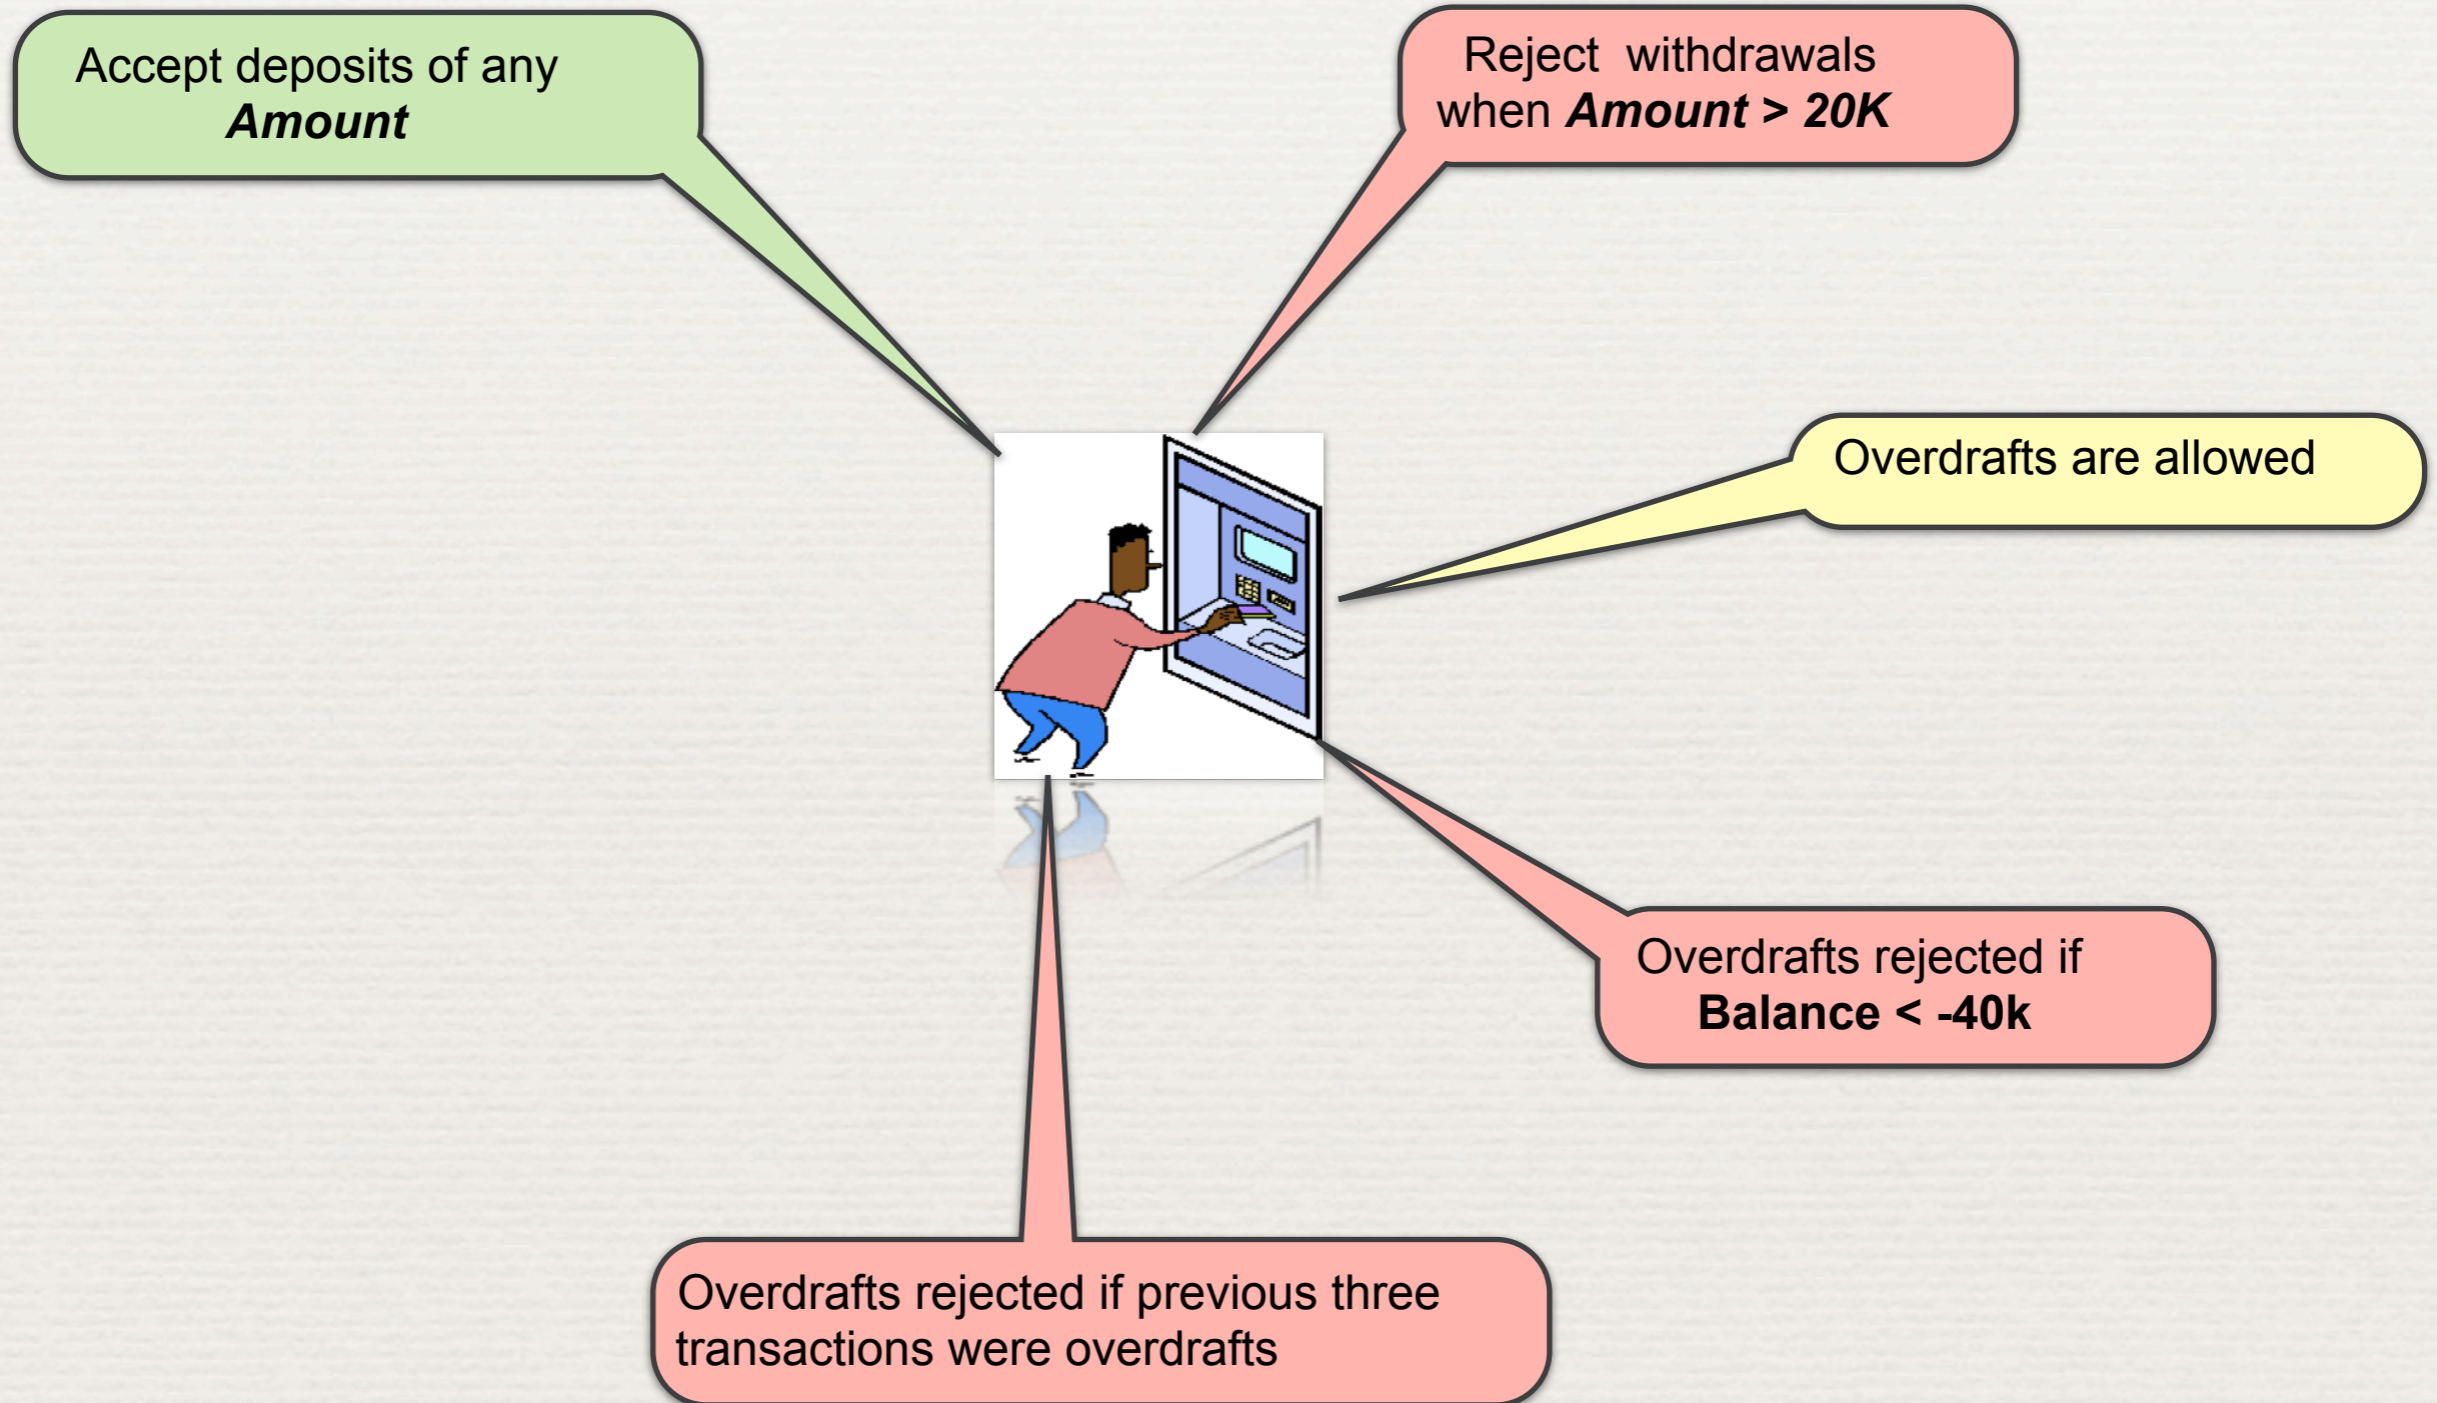 Accept deposits of any
Amount
Reject withdrawals
when Amount > 20K
Overdrafts are allowed
Overdrafts rejected if
Balance < -40k
Overdrafts rejected if previous three
transactions were overdrafts